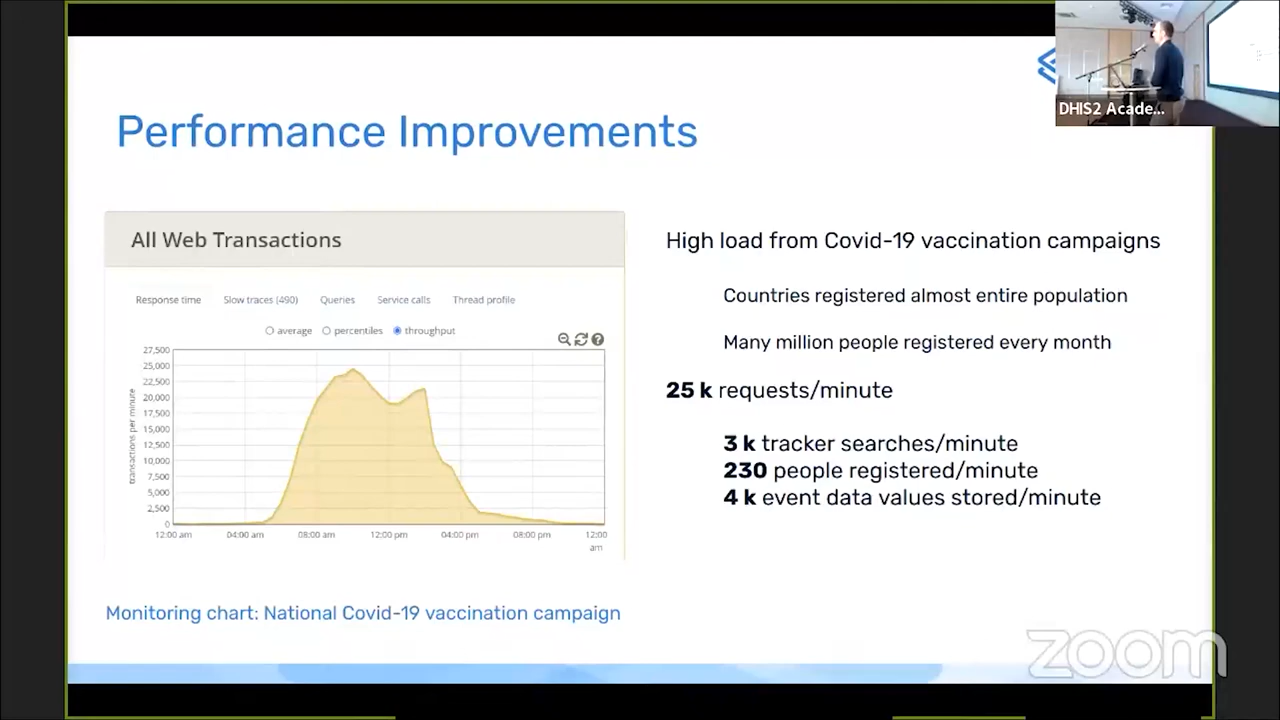 DHIS2 Acade...
Performance Improvements
All Web Transactions
Response time Slow traces (490) Queries Service calls Thread profile
average percentiles throughput
27,500
25,000
22,500
20,000
17,500
15,000
12,500
10,000
7,500
5,000
2,500
0
transactions per minute
12:00 am 04:00 am 08:00 am 12:00 pm 04:00 pm 08:00 pm 12:00
am
High load from Covid-19 vaccination campaigns
Countries registered almost entire population
Many million people registered every month
25 k requests/minute
3 k tracker searches/minute
230 people registered/minute
4 k event data values stored/minute
Monitoring chart: National Covid-19 vaccination campaign
zoom